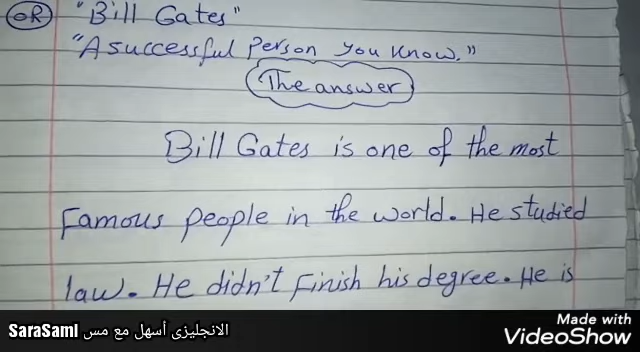 OR "Bill Gates"
"A successful Person you know."
The answer
Bill Gates is one of the most
Famous people in the world. He studied
law. He didn't Finish his degree. He is
SaraSamI الانجليزى أسهل مع مس
Made with
VideoShow